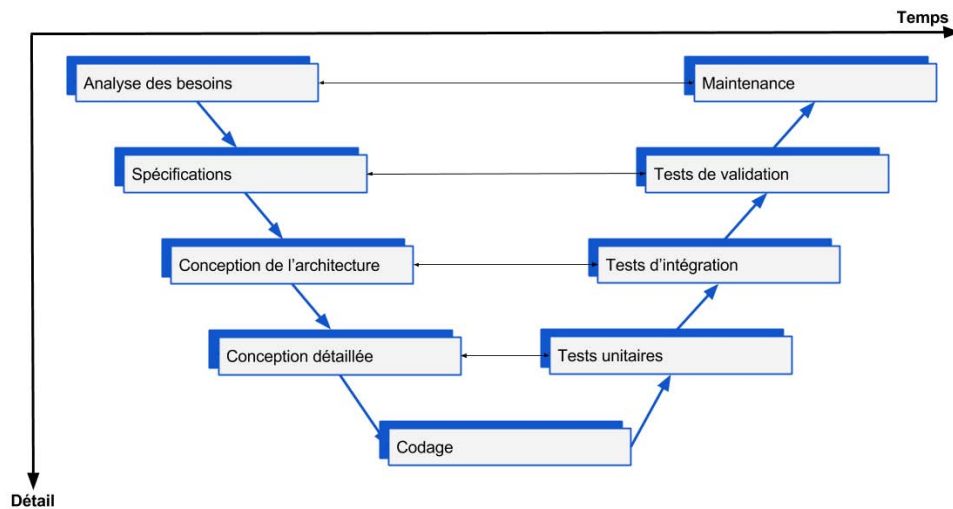 Temps
Analyse des besoins
Maintenance
Spécifications
Tests de validation
Conception de l’architecture
Tests d’intégration
Conception détaillée
Tests unitaires
Codage
Détail